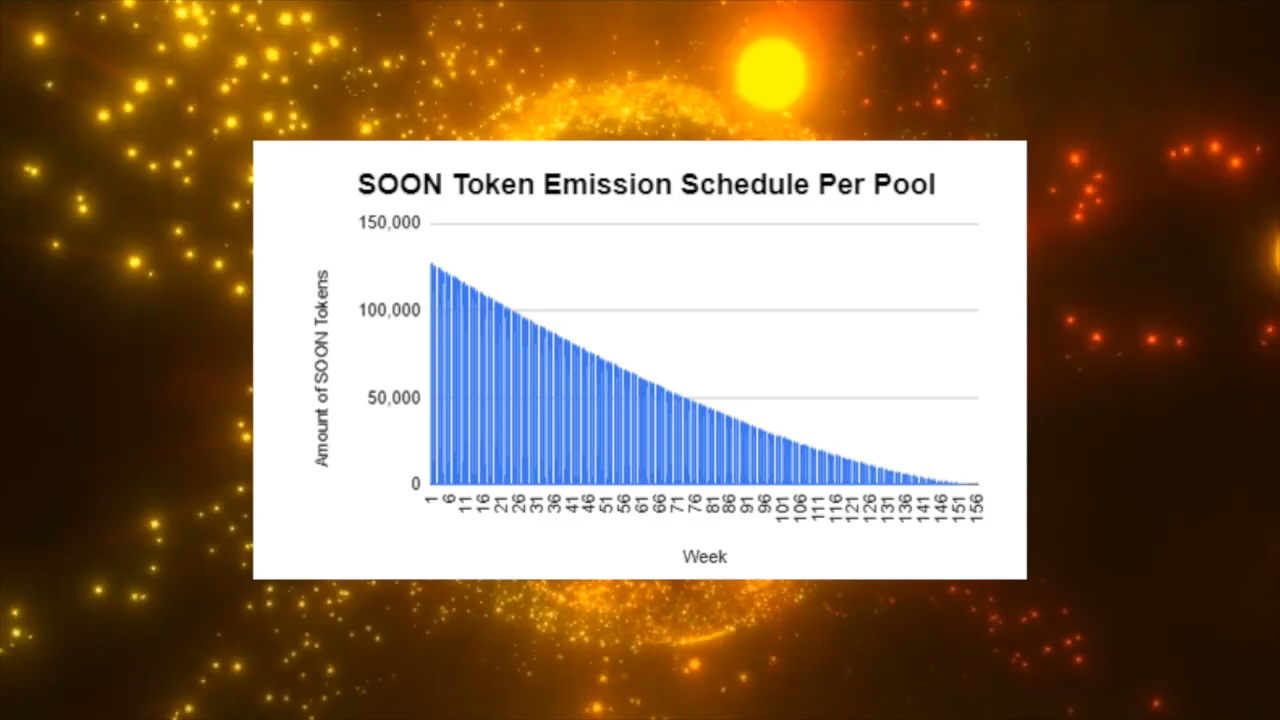 SOON Token Emission Schedule Per Pool
150,000
100,000
50,000
0
Amount of SOON Tokens
1 6 11 16 21 26 31 36 41 46 51 56 61 66 71 76 81 86 91 96 101 106 111 116 121 126 131 136 141 146 151 156
Week